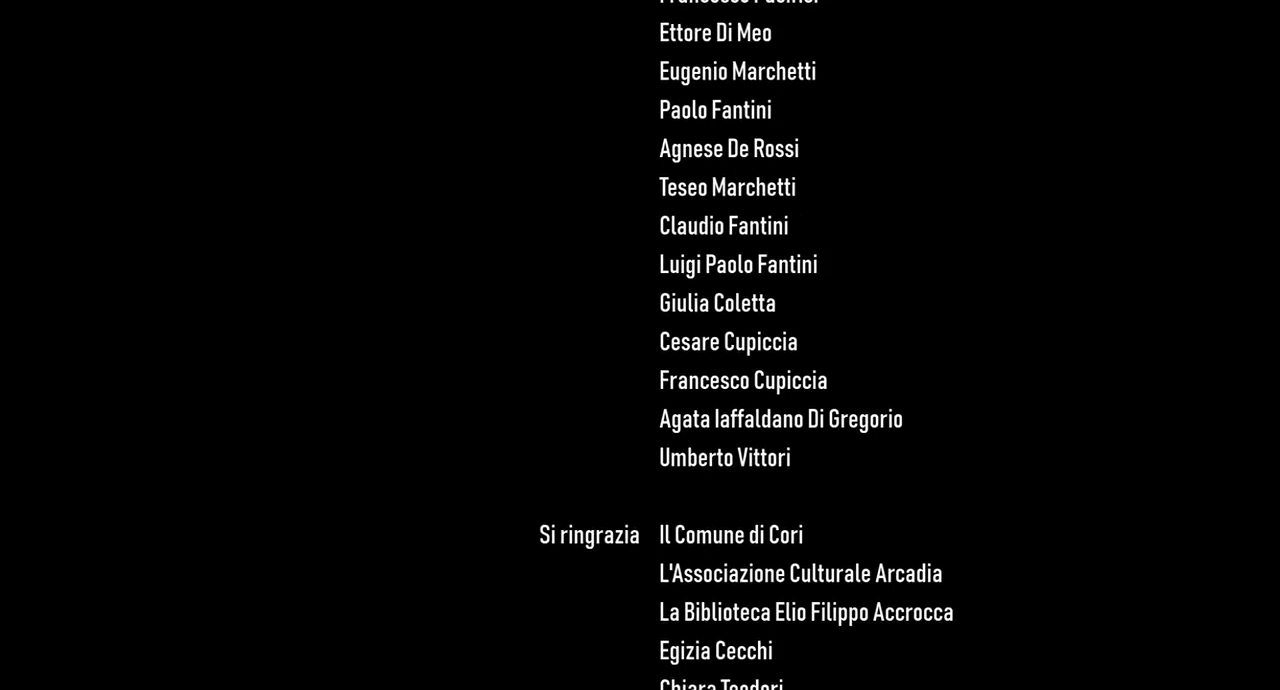 Ettore Di Meo
Eugenio Marchetti
Paolo Fantini
Agnese De Rossi
Teseo Marchetti
Claudio Fantini
Luigi Paolo Fantini
Giulia Coletta
Cesare Cupiccia
Francesco Cupiccia
Agata Iaffaldano Di Gregorio
Umberto Vittori
Si ringrazia Il Comune di Cori
L'Associazione Culturale Arcadia
La Biblioteca Elio Filippo Accrocca
Egizia Cecchi
Chiara Teodori